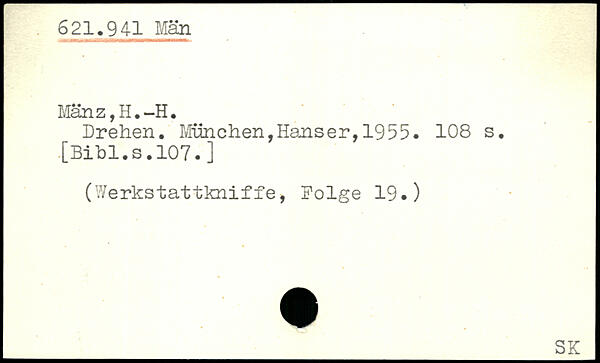 621.941 Män
Mänz,H.-H.
Drehen. München,Hanser,1955. 108 s.
[Bibl.s.107.]
(Werkstattkniffe, Folge 19.)
SK